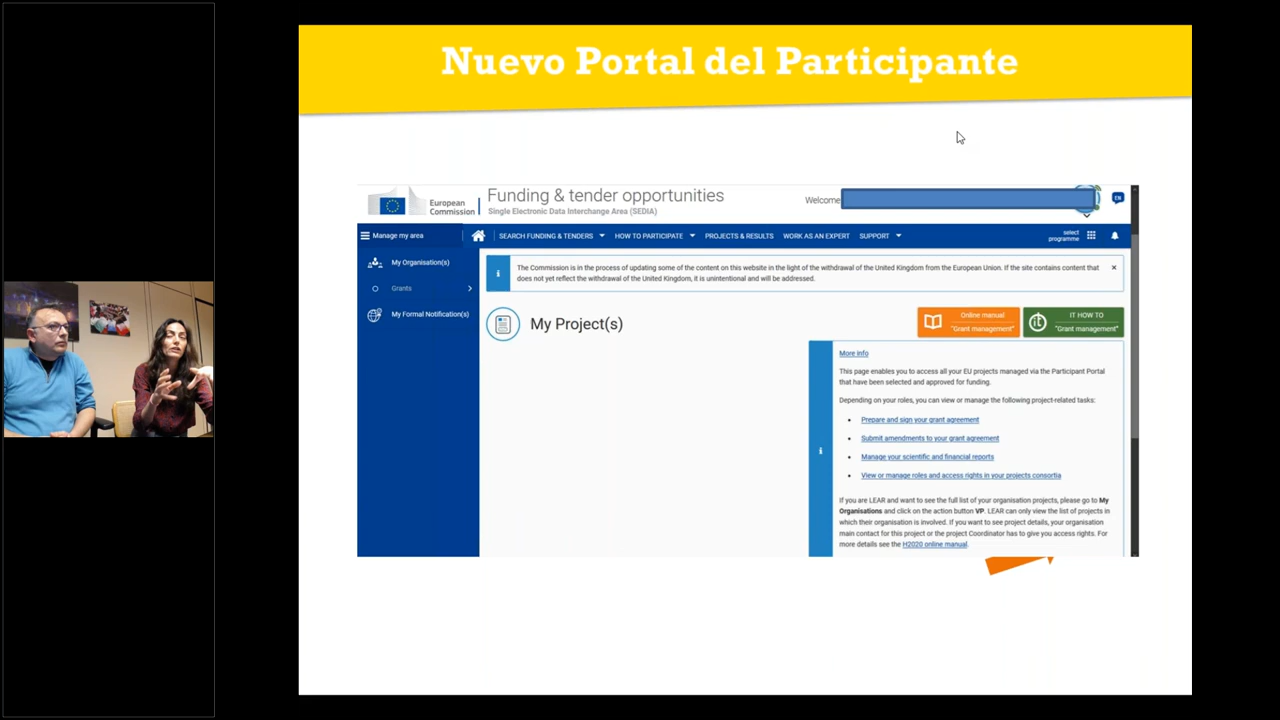 Nuevo Portal del Participante
European
Commission
Funding & tender opportunities
Single Electronic Data Interchange Area (SEDIA)
Welcome
EN
Manage my area
SEARCH FUNDING & TENDERS
HOW TO PARTICIPATE
PROJECTS & RESULTS
WORK AS AN EXPERT
SUPPORT
select
programme
My Organisation(s)
Grants
My Formal Notification(s)
The Commission is in the process of updating some of the content on this website in the light of the withdrawal of the United Kingdom from the European Union. If the site contains content that
does not yet reflect the withdrawal of the United Kingdom, it is unintentional and will be addressed.
My Project(s)
Online manual
"Grant management"
it
IT HOW TO
"Grant management"
More info
This page enables you to access all your EU projects managed via the Participant Portal
that have been selected and approved for funding.
Depending on your roles, you can view or manage the following project-related tasks:
• Prepare and sign your grant agreement
• Submit amendments to your grant agreement
• Manage your scientific and financial reports
• View or manage roles and access rights in your projects consortia
If you are LEAR and want to see the full list of your organisation projects, please go to My
Organisations and click on the action button VP. LEAR can only view the list of projects in
which their organisation is involved. If you want to see project details, your organisation
main contact for this project or the project Coordinator has to give you access rights. For
more details see the H2020 online manual.